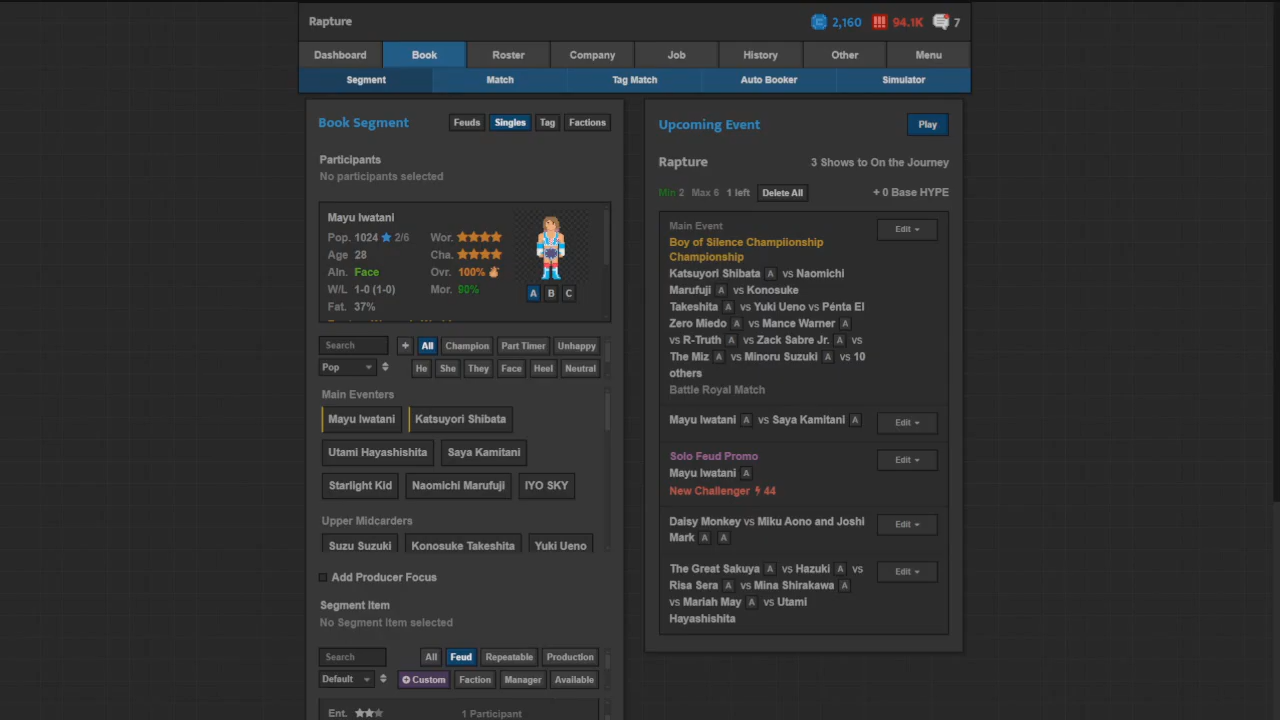 Rapture
2,160
94.1K
7
Dashboard
Book
Roster
Company
Job
History
Other
Menu
Segment
Match
Tag Match
Auto Booker
Simulator
Book Segment
Feuds
Singles
Tag
Factions
Participants
No participants selected
Mayu Iwatani
Pop. 1024 2/6
Wor.
Age 28
Cha.
Aln. Face
Ovr. 100%
W/L 1-0 (1-0)
Mor. 90%
Fat. 37%
A
B
C
Search
+
All
Champion
Part Timer
Unhappy
Pop
He
She
They
Face
Heel
Neutral
Main Eventers
Mayu Iwatani
Katsuyori Shibata
Utami Hayashishita
Saya Kamitani
Starlight Kid
Naomichi Marufuji
IYO SKY
Upper Midcarders
Suzu Suzuki
Konosuke Takeshita
Yuki Ueno
Add Producer Focus
Segment Item
No Segment Item selected
Search
All
Feud
Repeatable
Production
Default
Custom
Faction
Manager
Available
Ent.
1 Participant
Upcoming Event
Play
Rapture
3 Shows to On the Journey
Min 2 Max 6 1 left
Delete All
+ 0 Base HYPE
Main Event
Edit
Boy of Silence Champiionship
Championship
Katsuyori Shibata A vs Naomichi
Marufuji A vs Konosuke
Takeshita A vs Yuki Ueno vs Pénta El
Zero Miedo A vs Mance Warner A
vs R-Truth A vs Zack Sabre Jr. A vs
The Miz A vs Minoru Suzuki A vs 10
others
Battle Royal Match
Mayu Iwatani A vs Saya Kamitani A
Edit
Solo Feud Promo
Edit
Mayu Iwatani A
New Challenger 44
Daisy Monkey vs Miku Aono and Joshi
Edit
Mark A A
The Great Sakuya A vs Hazuki A vs
Edit
Risa Sera A vs Mina Shirakawa A
vs Mariah May A vs Utami
Hayashishita